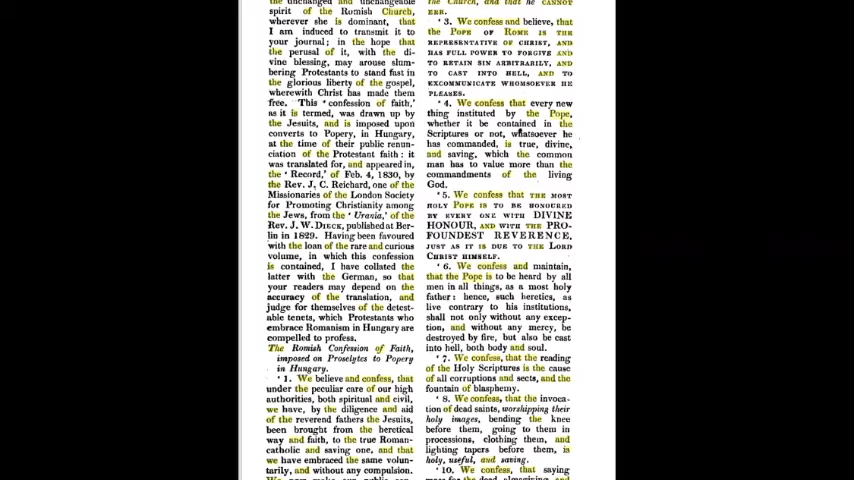 the unchanged and unchangeable
spirit of the Rumish Church,
wherever she is dominant, that
I am induced to transmit it to
your journal; in the hope that
the perusal of it, with the di-
vine blessing, may arouse slum-
bering Protestants to stand fast in
the glorious liberty of the gospel,
wherewith Christ has made them
free. This 'confession of faith,'
as it is termed, was drawn up by
the Jesuits, and is imposed upon
converts to Popery, in Hungary,
at the time of their public renun-
ciation of the Protestant faith: it
was translated for, and appeared in,
the 'Record,' of Feb. 4, 1830, by
the Rev. J. C. Reichard, one of the
Missionaries of the London Society
for Promoting Christianity among
the Jews, from the 'Urania,' of the
Rev. J. W. DIECK, published at Ber-
lin in 1829. Having been favoured
with the loan of the rare and curious
volume, in which this confession
is contained, I have collated the
latter with the German, so that
your readers may depend on the
accuracy of the translation, and
judge for themselves of the detest-
able tenets, which Protestants who
embrace Romanism in Hungary are
compelled to profess.
The Romish Confession of Faith,
imposed on Proselytes to Popery
in Hungary.
'1. We believe and confess, that
under the peculiar care of our high
authorities, both spiritual and civil,
we have, by the diligence and aid
of the reverend fathers the Jesuits,
been brought from the heretical
way and faith, to the true Roman-
catholic and saving one, and that
we have embraced the same volun-
tarily, and without any compulsion.
the Church, and that he CANNOT
ERR.
'3. We confess and believe, that
the POPE OF ROME IS THE
REPRESENTATIVE OF CHRIST, AND
HAS FULL POWER TO FORGIVE AND
TO RETAIN SIN ARBITRARILY, AND
TO CAST INTO HELL, AND TO
EXCOMMUNICATE WHOMSOEVER HE
PLEASES.
'4. We confess that every new
thing instituted by the Pope,
whether it be contained in the
Scriptures or not, whatsoever he
has commanded, is true, divine,
and saving, which the common
man has to value more than the
commandments of the living
God.
'5. We confess that THE MOST
HOLY POPE IS TO BE HONOURED
BY EVERY ONE WITH DIVINE
HONOUR, AND WITH THE PRO-
FOUNDEST REVERENCE,
JUST AS IT IS DUE TO THE LORD
CHRIST HIMSELF.
'6. We confess and maintain,
that the Pope is to be heard by all
men in all things, as a most holy
father: hence, such heretics, as
live contrary to his institutions,
shall not only without any excep-
tion, and without any mercy, be
destroyed by fire, but also be cast
into hell, both body and soul.
'7. We confess, that the reading
of the Holy Scriptures is the cause
of all corruptions and sects, and the
fountain of blasphemy.
'8. We confess, that the invoca-
tion of dead saints, worshipping their
holy images, bending the knee
before them, going to them in
processions, clothing them, and
lighting tapers before them, is
holy, useful, and saving.
'10. We confess, that saying